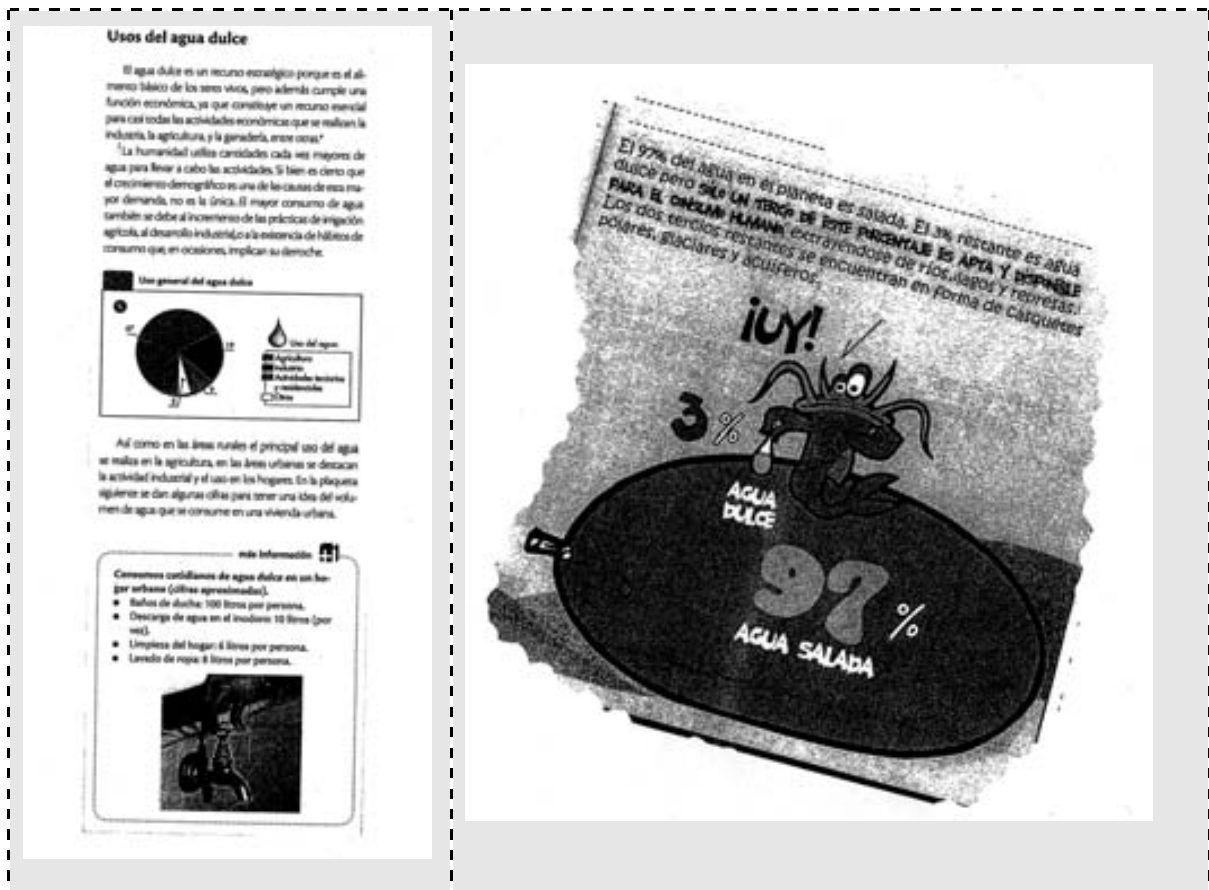 Usos del agua dulce
El agua dulce es un recurso estratégico porque es el ali-
mento básico de los seres vivos, pero además cumple una
función económica, ya que constituye un recurso esencial
para casi todas las actividades económicas que se realizan: la
industria, la agricultura, y la ganadería, entre otras.
La humanidad utiliza cantidades cada vez mayores de
agua para llevar a cabo las actividades. Si bien es cierto que
el crecimiento demográfico es una de las causas de esta ma-
yor demanda, no es la única. El mayor consumo de agua
también se debe al incremento de las prácticas de irrigación
agrícola, al desarrollo industrial, o a la existencia de hábitos de
consumo que, en ocasiones, implican su derroche.
Uso general del agua dulce
Uso del agua
Agricultura
Industria
Actividades terciarias
y residenciales
Otros
Así como en las áreas rurales el principal uso del agua
se realiza en la agricultura, en las áreas urbanas se destacan
la actividad industrial y el uso en los hogares. En la plaqueta
siguiente se dan algunas cifras para tener una idea del volu-
men de agua que se consume en una vivienda urbana.
más información
Consumos cotidianos de agua dulce en un ho-
gar urbano (cifras aproximadas).
Baños de ducha: 100 litros por persona.
Descarga de agua en el inodoro: 10 litros (por
vez).
Limpieza del hogar: 6 litros por persona.
Lavado de ropa: 8 litros por persona.
El 97% del agua en el planeta es salada. El 3% restante es agua
dulce pero SÓLO UN TERCIO DE ESTE PORCENTAJE ES APTA Y DISPONIBLE
PARA EL CONSUMO HUMANO, extrayéndose de ríos, lagos y represas.
Los dos tercios restantes se encuentran en forma de casquetes
polares, glaciares y acuíferos.
¡UY!
3 %
AGUA
DULCE
97 %
AGUA SALADA